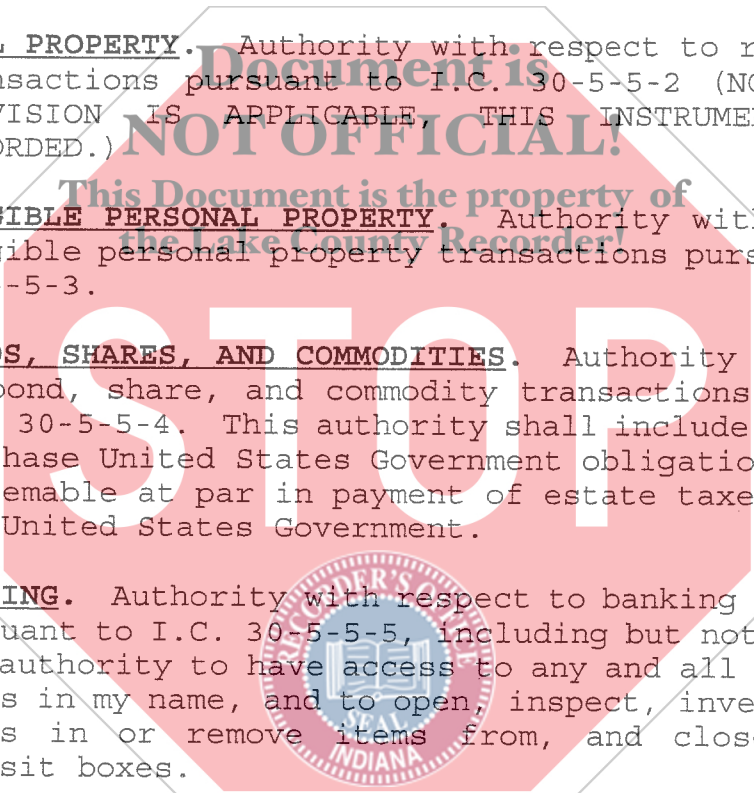 PROPERTY. Authority with respect to r
nsactions pursuant to I.C. 30-5-5-2 (NO
VISION IS APPLICABLE, THIS INSTRUME
ORDED.)
Document is
NOT OFFICIAL!
This Document is the property of
the Lake County Recorder!
GIBLE PERSONAL PROPERTY. Authority wit
gible personal property transactions purs
-5-3.
STOP
DS, SHARES, AND COMMODITIES. Authority
bond, share, and commodity transactions
30-5-5-4. This authority shall include
hase United States Government obligatio
emable at par in payment of estate taxe
United States Government.
ING. Authority with respect to banking
uant to I.C. 30-5-5-5, including but not
authority to have access to any and all
s in my name, and to open, inspect, inve
s in or remove items from, and clos
sit boxes.
RECORDER'S OFFICE
SEAL
INDIANA